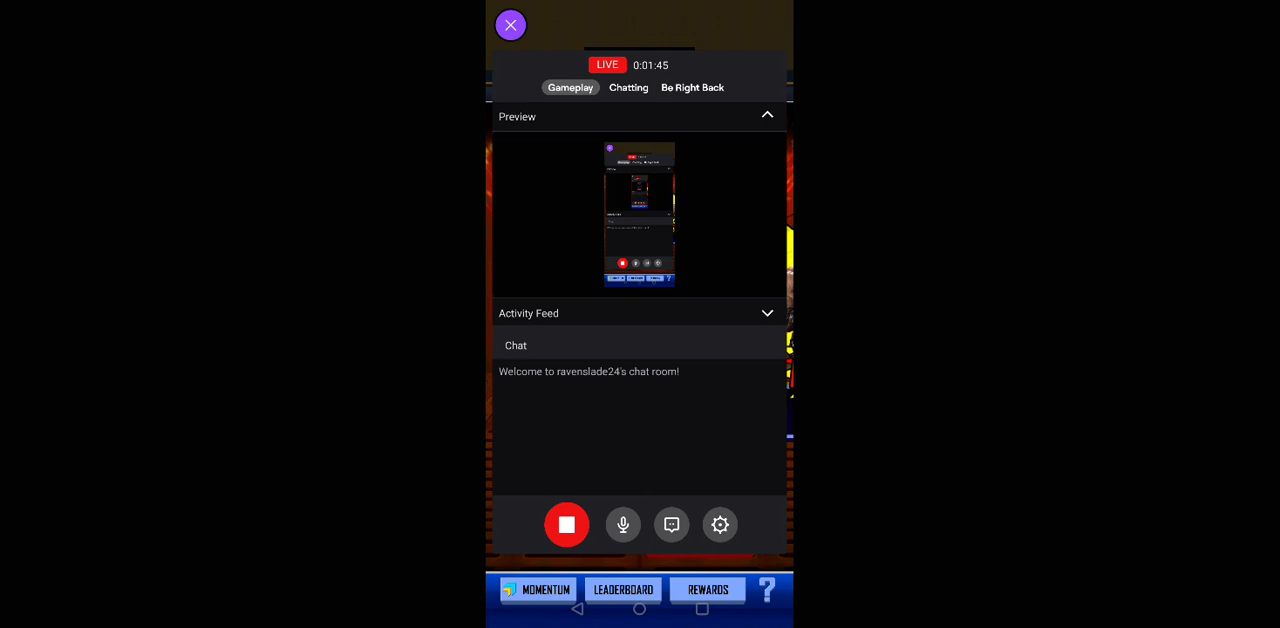 LIVE 0:01:45
Gameplay Chatting Be Right Back
Preview
Activity Feed
Chat
Welcome to ravenslade24's chat room!
MOMENTUM LEADERBOARD REWARDS ?